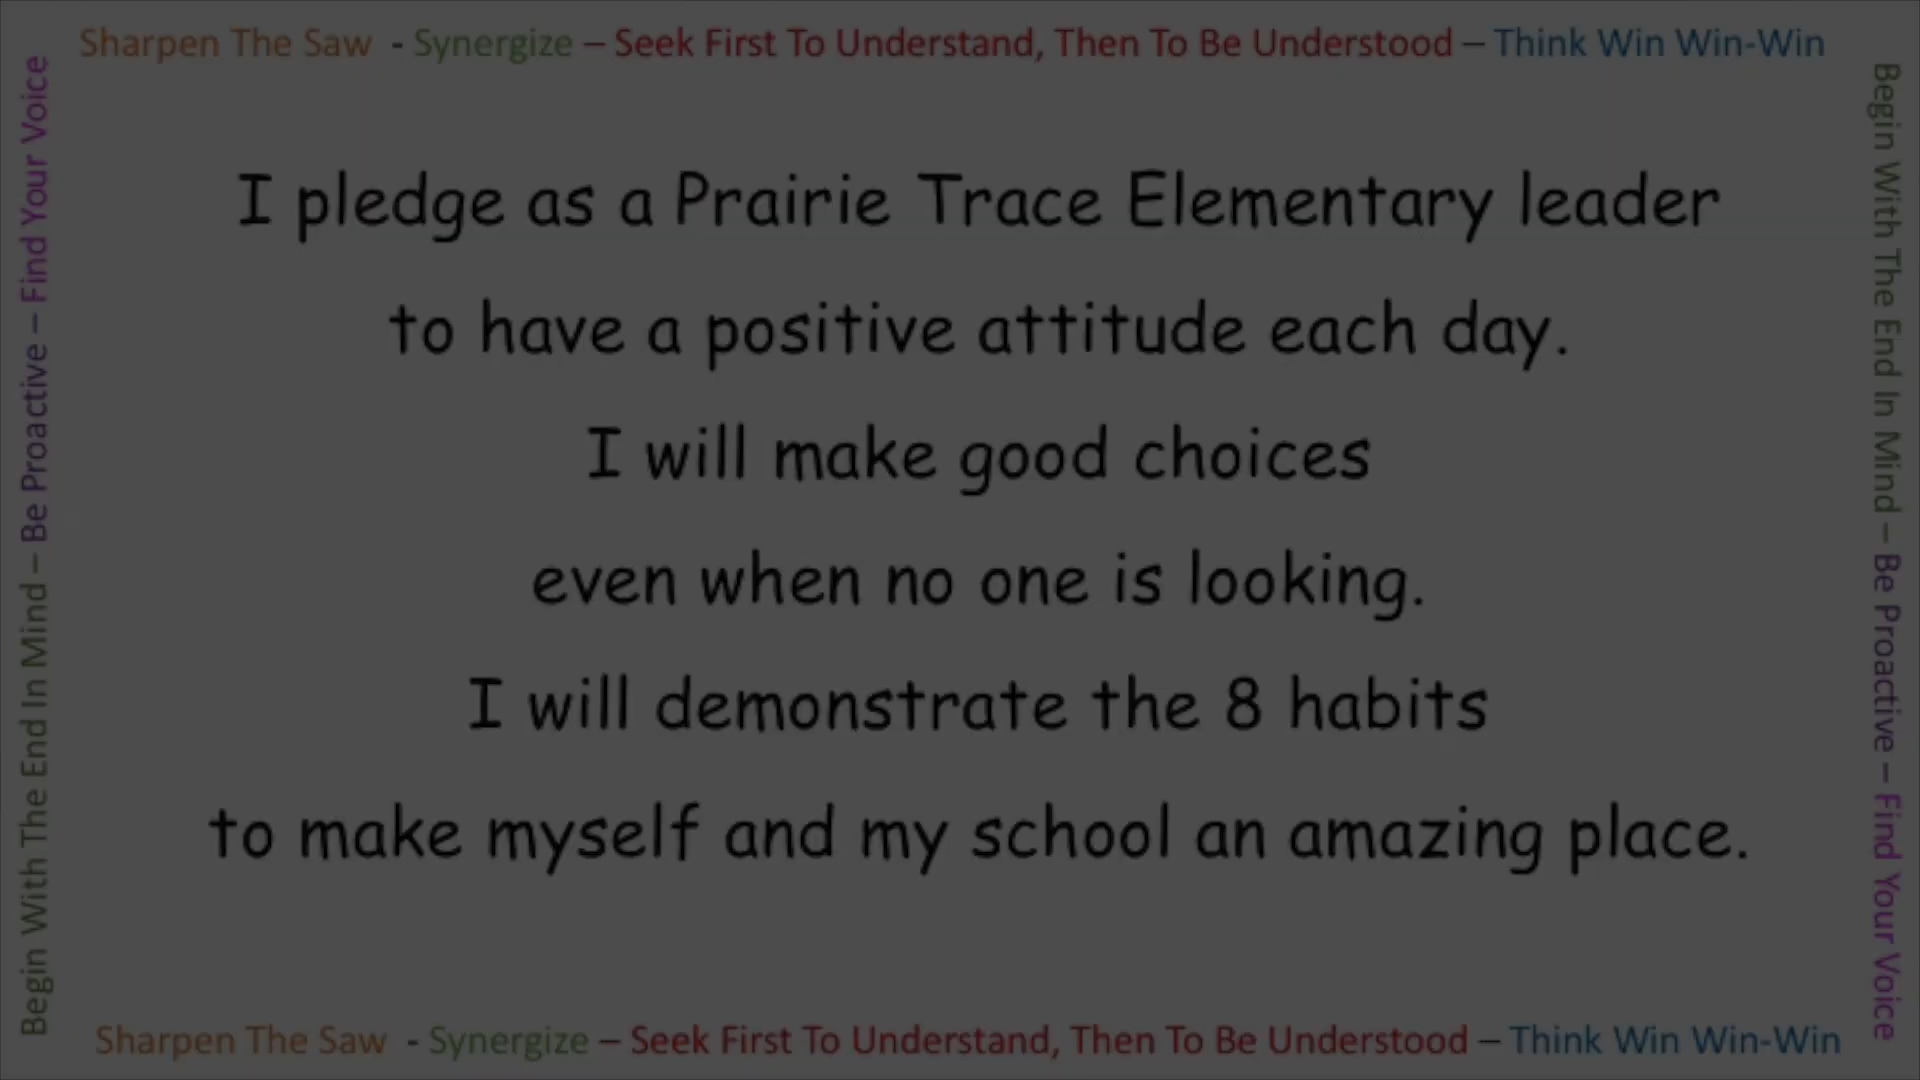 Sharpen The Saw - Synergize – Seek First To Understand, Then To Be Understood – Think Win Win-Win
Begin With The End In Mind – Be Proactive – Find Your Voice
I pledge as a Prairie Trace Elementary leader
to have a positive attitude each day.
I will make good choices
even when no one is looking.
I will demonstrate the 8 habits
to make myself and my school an amazing place.
Begin With The End In Mind – Be Proactive – Find Your Voice
Sharpen The Saw - Synergize – Seek First To Understand, Then To Be Understood – Think Win Win-Win